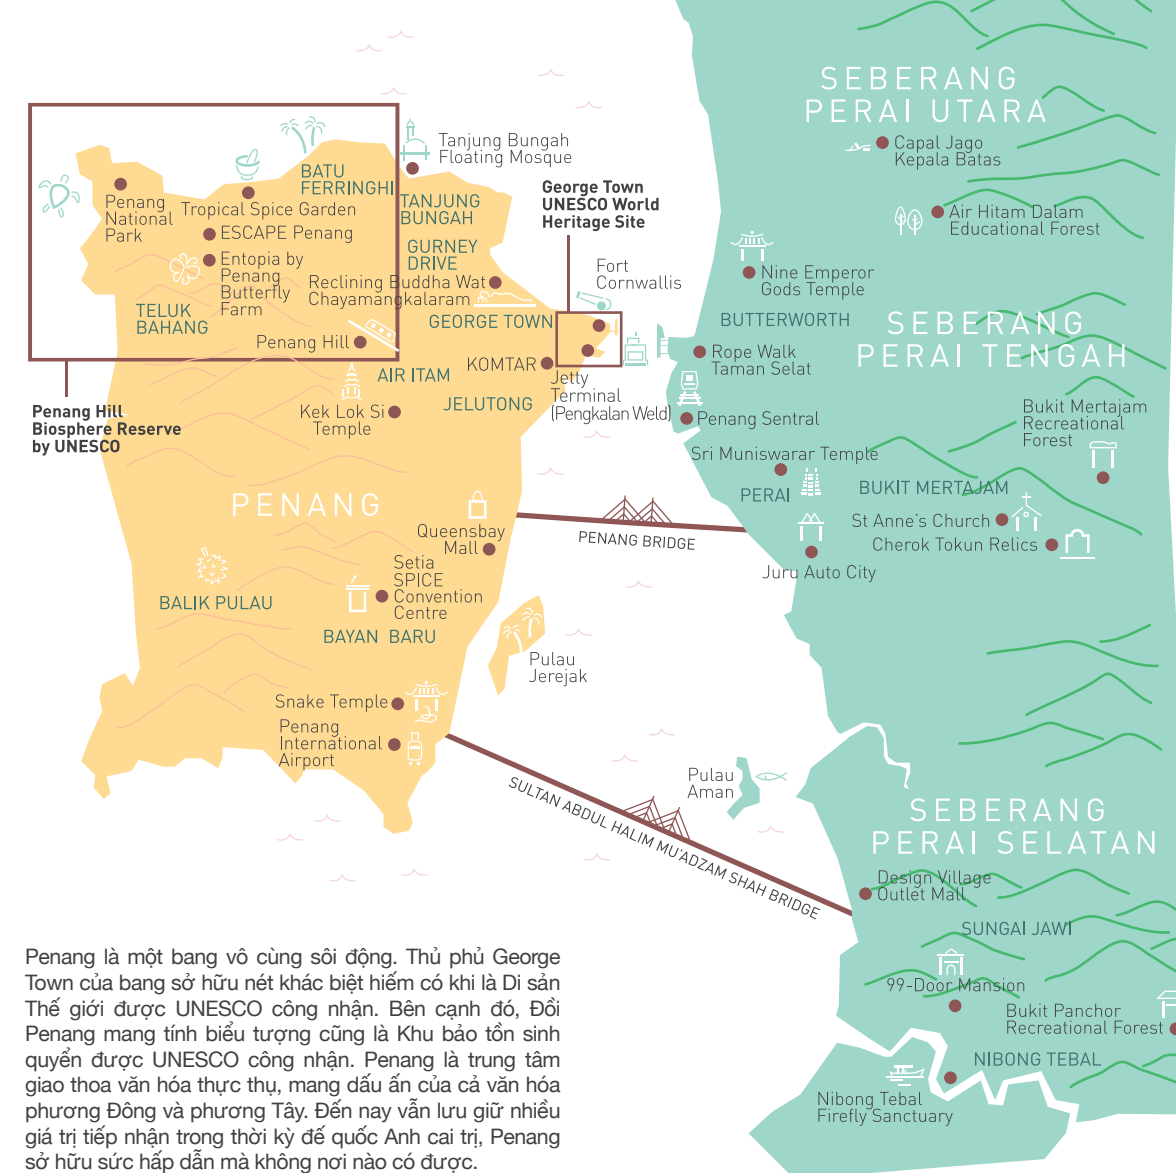 SEBERANG
PERAI UTARA
Capal Jago
Kepala Batas
Air Hitam Dalam
Educational Forest
Tanjung Bungah
Floating Mosque
BATU
FERRINGHI
Penang
National
Park
Tropical Spice Garden
ESCAPE Penang
Entopia by
Penang
Butterfly
Farm
TELUK
BAHANG
TANJUNG
BUNGAH
GURNEY
DRIVE
Reclining Buddha Wat
Chayamangkalaram
George Town
UNESCO World
Heritage Site
Fort
Cornwallis
GEORGE TOWN
Penang Hill
Nine Emperor
Gods Temple
BUTTERWORTH
SEBERANG
PERAI TENGAH
Rope Walk
Taman Selat
KOMTAR
AIR ITAM
JELUTONG
Jetty
Terminal
(Pengkalan Weld)
Penang Sentral
Penang Hill
Biosphere Reserve
by UNESCO
Kek Lok Si
Temple
Bukit Mertajam
Recreational
Forest
Sri Muniswarar Temple
PERAI
BUKIT MERTAJAM
St Anne's Church
Cherok Tokun Relics
Juru Auto City
PENANG
Queensbay
Mall
PENANG BRIDGE
Setia
SPICE
Convention
Centre
BALIK PULAU
BAYAN BARU
Pulau
Jerejak
Snake Temple
Penang
International
Airport
Pulau
Aman
SULTAN ABDUL HALIM MU'ADZAM SHAH BRIDGE
SEBERANG
PERAI SELATAN
Design Village
Outlet Mall
SUNGAI JAWI
99-Door Mansion
Bukit Panchor
Recreational Forest
NIBONG TEBAL
Nibong Tebal
Firefly Sanctuary
Penang là một bang vô cùng sôi động. Thủ phủ George
Town của bang sở hữu nét khác biệt hiếm có khi là Di sản
Thế giới được UNESCO công nhận. Bên cạnh đó, Đồi
Penang mang tính biểu tượng cũng là Khu bảo tồn sinh
quyển được UNESCO công nhận. Penang là trung tâm
giao thoa văn hóa thực thụ, mang dấu ấn của cả văn hóa
phương Đông và phương Tây. Đến nay vẫn lưu giữ nhiều
giá trị tiếp nhận trong thời kỳ đế quốc Anh cai trị, Penang
sở hữu sức hấp dẫn mà không nơi nào có được.